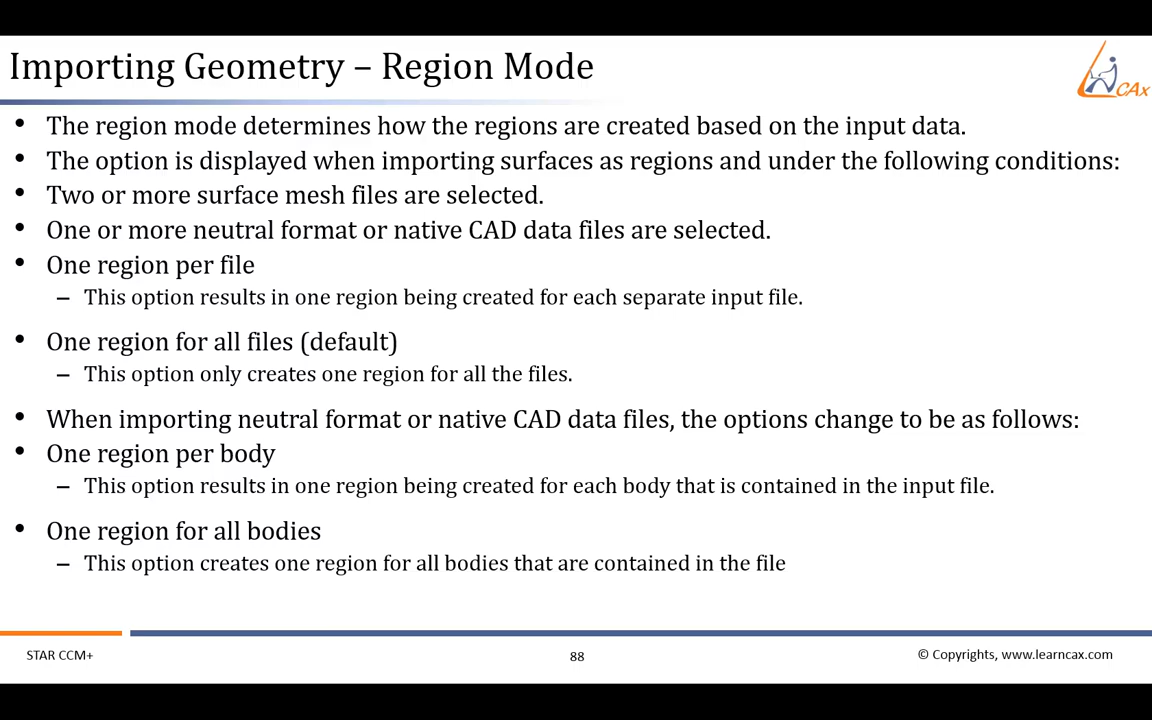 Importing Geometry – Region Mode
CAx
• The region mode determines how the regions are created based on the input data.
• The option is displayed when importing surfaces as regions and under the following conditions:
• Two or more surface mesh files are selected.
• One or more neutral format or native CAD data files are selected.
• One region per file
– This option results in one region being created for each separate input file.
• One region for all files (default)
– This option only creates one region for all the files.
• When importing neutral format or native CAD data files, the options change to be as follows:
• One region per body
– This option results in one region being created for each body that is contained in the input file.
• One region for all bodies
– This option creates one region for all bodies that are contained in the file
STAR CCM+
88
© Copyrights, www.learncax.com